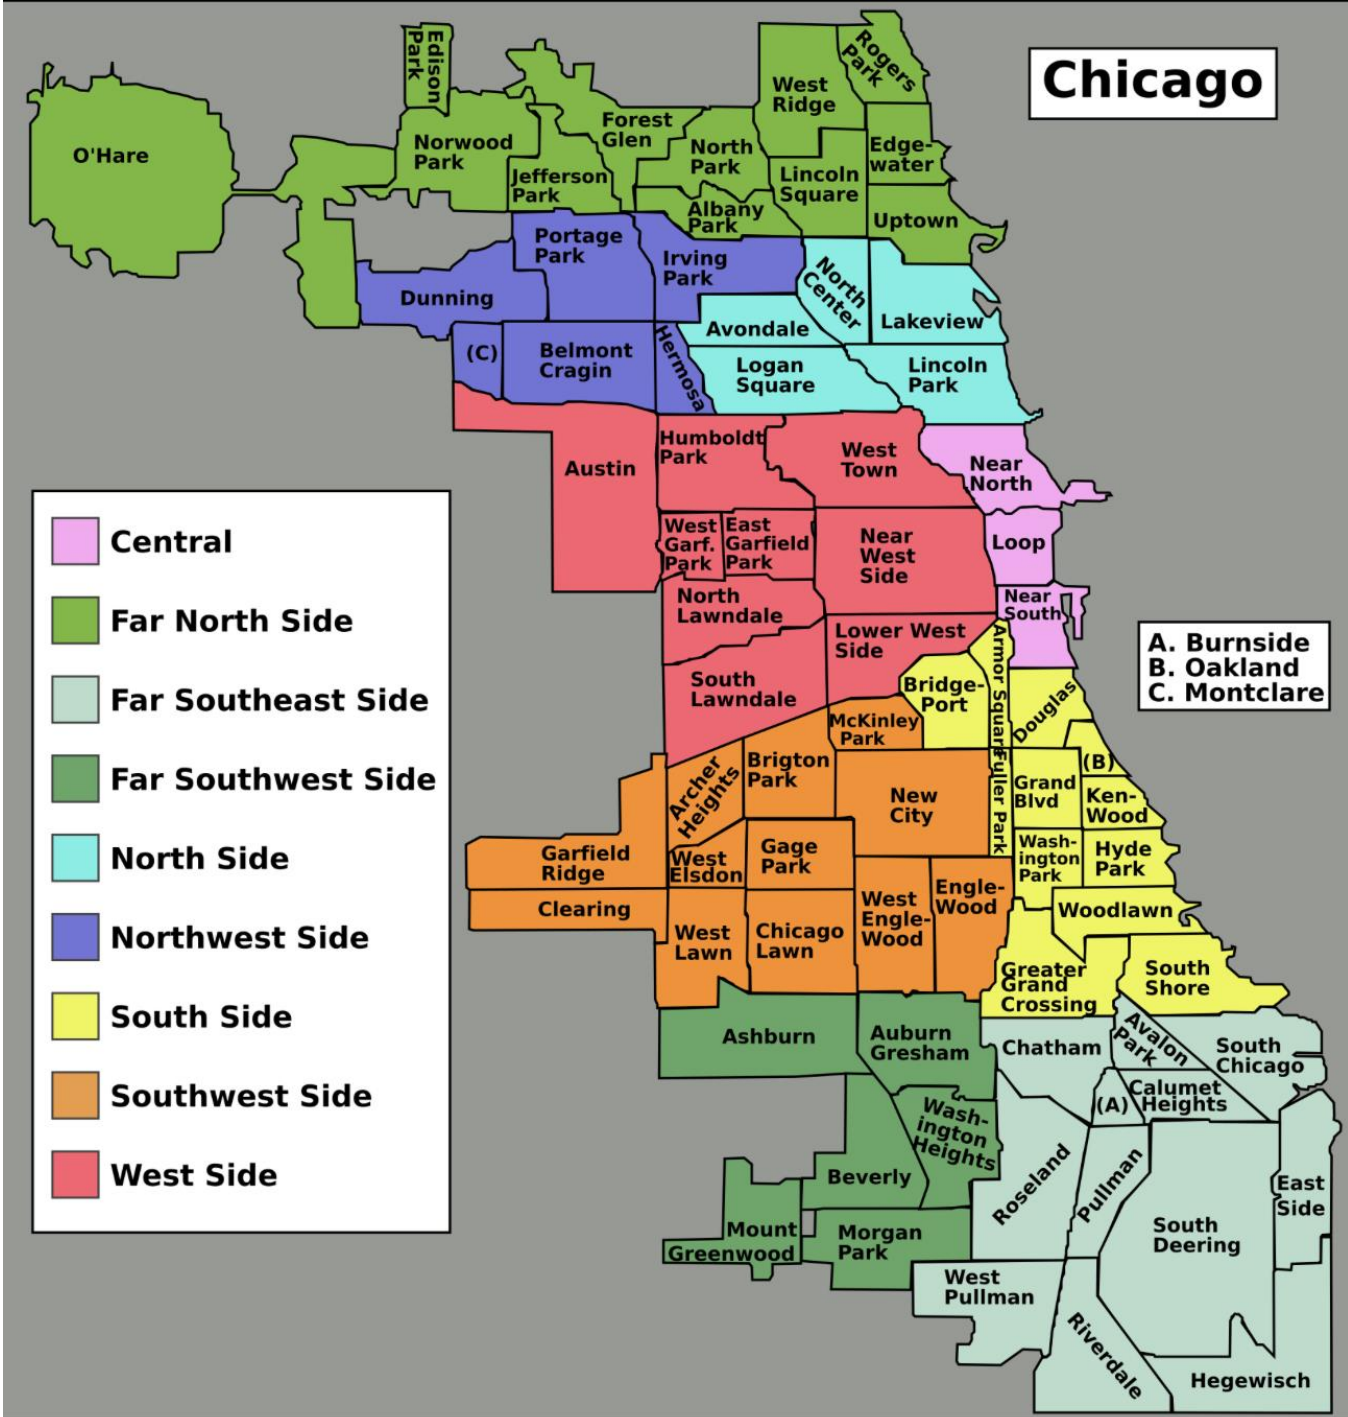 Chicago
Edison
Park
Rogers
Park
West
Ridge
O'Hare
Norwood
Park
Forest
Glen
Jefferson
Park
North
Park
Lincoln
Square
Edge-
water
Albany
Park
Uptown
Portage
Park
Irving
Park
North
Center
Dunning
Lakeview
Avondale
(C)
Belmont
Cragin
Hermosa
Logan
Square
Lincoln
Park
Austin
Humboldt
Park
West
Town
Near
North
West
Garf.
Park
East
Garfield
Park
Near
West
Side
Loop
North
Lawndale
Near
South
Lower West
Side
Armor Square
South
Lawndale
Bridge-
Port
Douglas
McKinley
Park
Archer
Heights
Brigton
Park
New
City
Fuller Park
Grand
Blvd
(B)
Ken-
Wood
Garfield
Ridge
West
Elsdon
Gage
Park
Wash-
ington
Park
Hyde
Park
Clearing
West
Lawn
Chicago
Lawn
West
Engle-
Wood
Engle-
Wood
Woodlawn
Greater
Grand
Crossing
South
Shore
Ashburn
Auburn
Gresham
Chatham
Avalon
Park
South
Chicago
(A)
Calumet
Heights
Wash-
ington
Heights
Beverly
Roseland
Pullman
East
Side
Mount
Greenwood
Morgan
Park
South
Deering
West
Pullman
Riverdale
Hegewisch
Central
Far North Side
Far Southeast Side
Far Southwest Side
North Side
Northwest Side
South Side
Southwest Side
West Side
A. Burnside
B. Oakland
C. Montclare